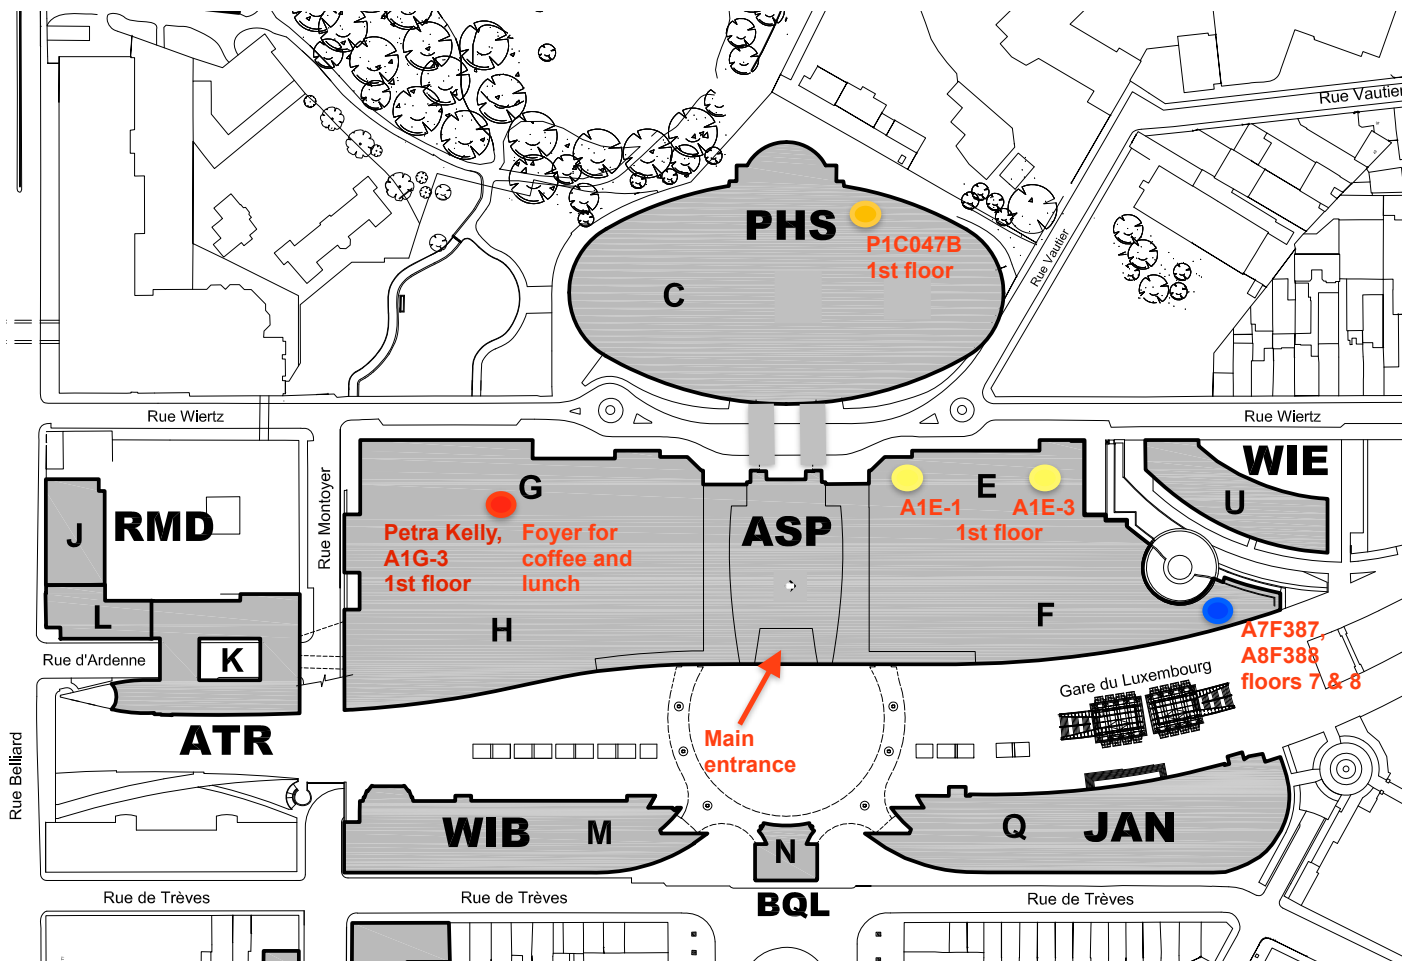 Rue Vautier
PHS
P1C047B
1st floor
Rue Vautier
C
Rue Wiertz
Rue Wiertz
G
E
WIE
U
A1E-1
A1E-3
1st floor
J
RMD
Rue Montoyer
Petra Kelly,
A1G-3
1st floor
Foyer for
coffee and
lunch
ASP
L
H
F
K
Rue d'Ardenne
A7F387,
A8F388
floors 7 & 8
Gare du Luxembourg
ATR
Main
entrance
Rue Belliard
WIB
M
N
Q
JAN
Rue de Trèves
Rue de Trèves
BQL
Rue de Trèves